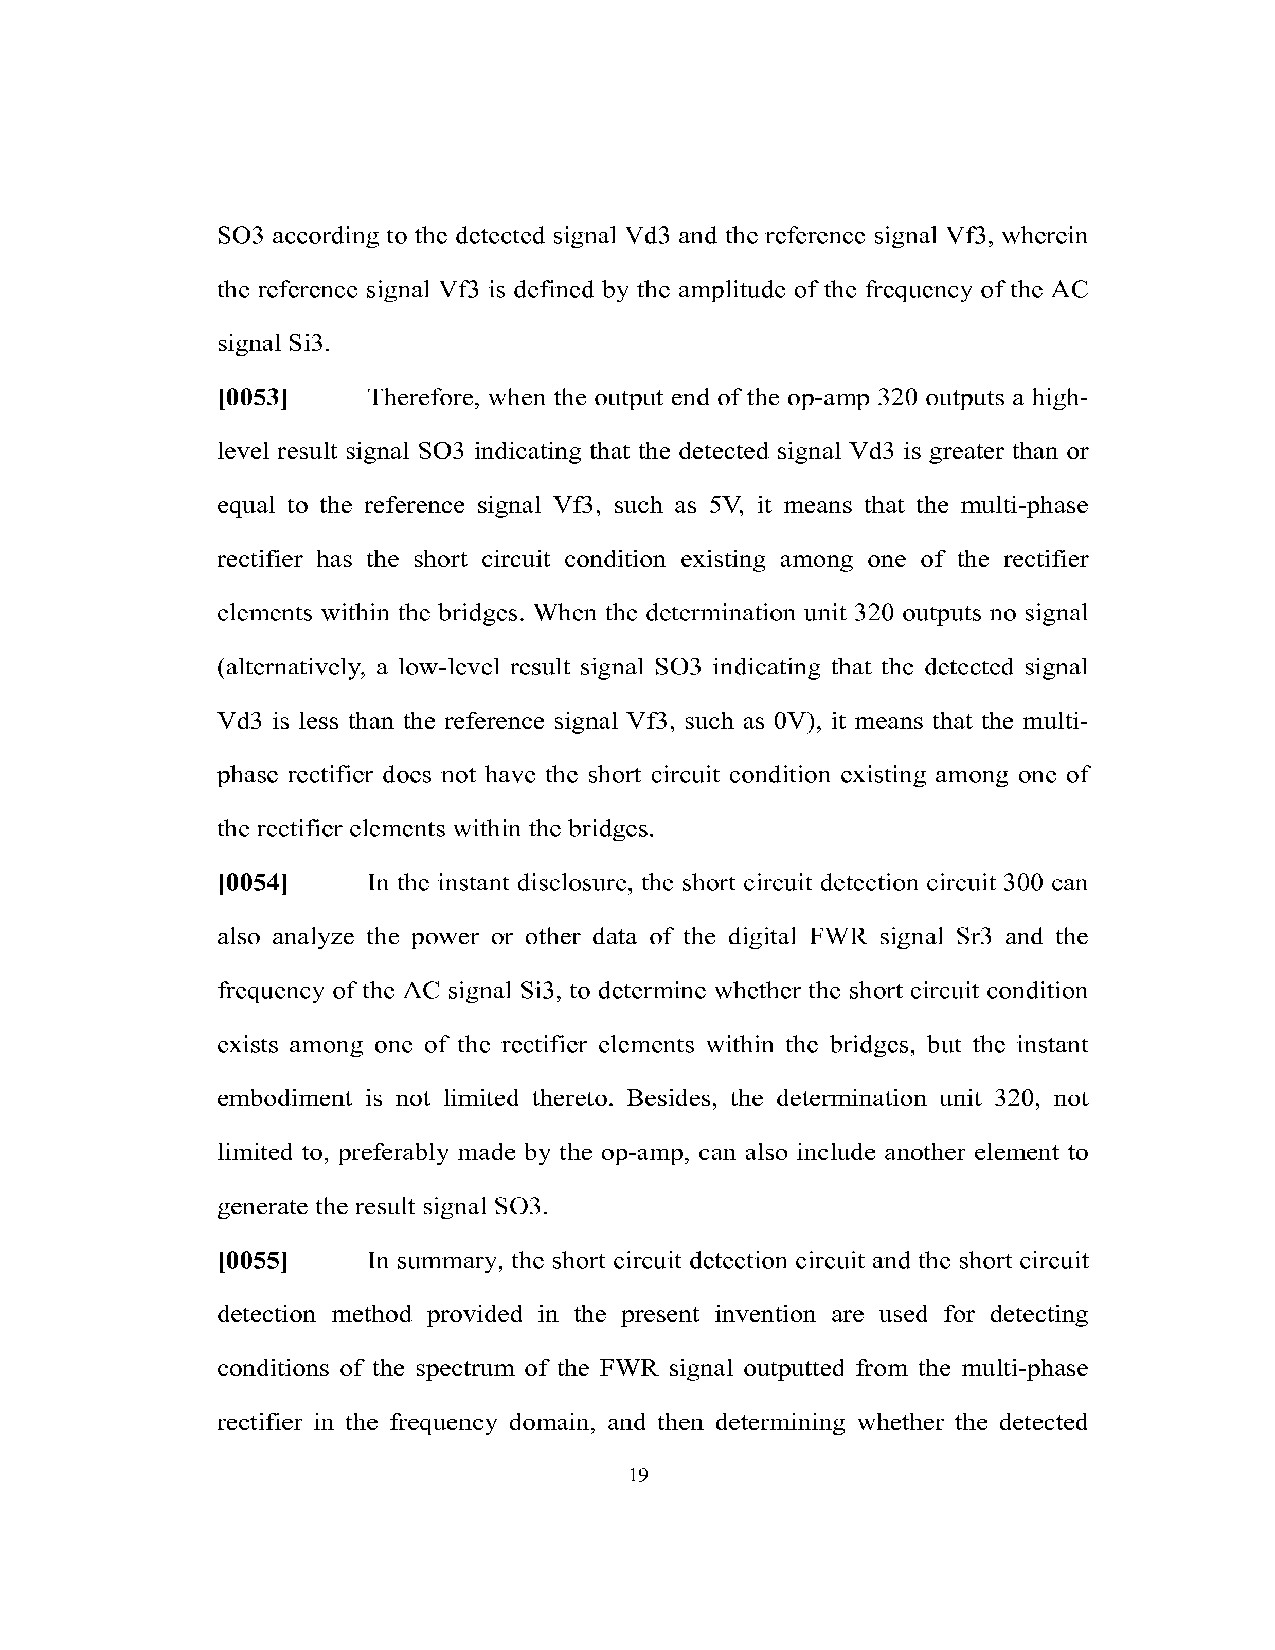 SO3 according to the detected signal Vd3 and the reference signal Vf3, wherein
the reference signal Vf3 is defined by the amplitude of the frequency of the AC
signal Si3.
[0053] Therefore, when the output end of the op-amp 320 outputs a high-
level result signal SO3 indicating that the detected signal Vd3 is greater than or
equal to the reference signal Vf3, such as 5V, it means that the multi-phase
rectifier has the short circuit condition existing among one of the rectifier
elements within the bridges. When the determination unit 320 outputs no signal
(alternatively, a low-level result signal SO3 indicating that the detected signal
Vd3 is less than the reference signal Vf3, such as 0V), it means that the multi-
phase rectifier does not have the short circuit condition existing among one of
the rectifier elements within the bridges.
[0054] In the instant disclosure, the short circuit detection circuit 300 can
also analyze the power or other data of the digital FWR signal Sr3 and the
frequency of the AC signal Si3, to determine whether the short circuit condition
exists among one of the rectifier elements within the bridges, but the instant
embodiment is not limited thereto. Besides, the determination unit 320, not
limited to, preferably made by the op-amp, can also include another element to
generate the result signal SO3.
[0055] In summary, the short circuit detection circuit and the short circuit
detection method provided in the present invention are used for detecting
conditions of the spectrum of the FWR signal outputted from the multi-phase
rectifier in the frequency domain, and then determining whether the detected
19